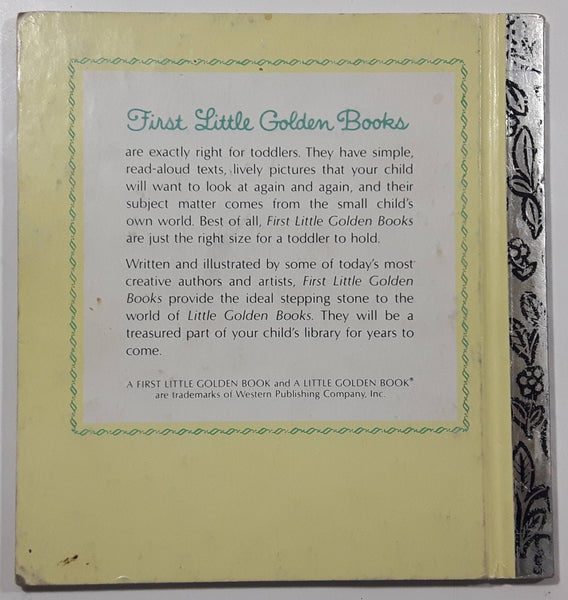 First Little Golden Books
are exactly right for toddlers. They have simple,
read-aloud texts, lively pictures that your child
will want to look at again and again, and their
subject matter comes from the small child's
own world. Best of all, First Little Golden Books
are just the right size for a toddler to hold.
Written and illustrated by some of today's most
creative authors and artists, First Little Golden
Books provide the ideal stepping stone to the
world of Little Golden Books. They will be a
treasured part of your child's library for years to
come.
A FIRST LITTLE GOLDEN BOOK and A LITTLE GOLDEN BOOK®
are trademarks of Western Publishing Company, Inc.